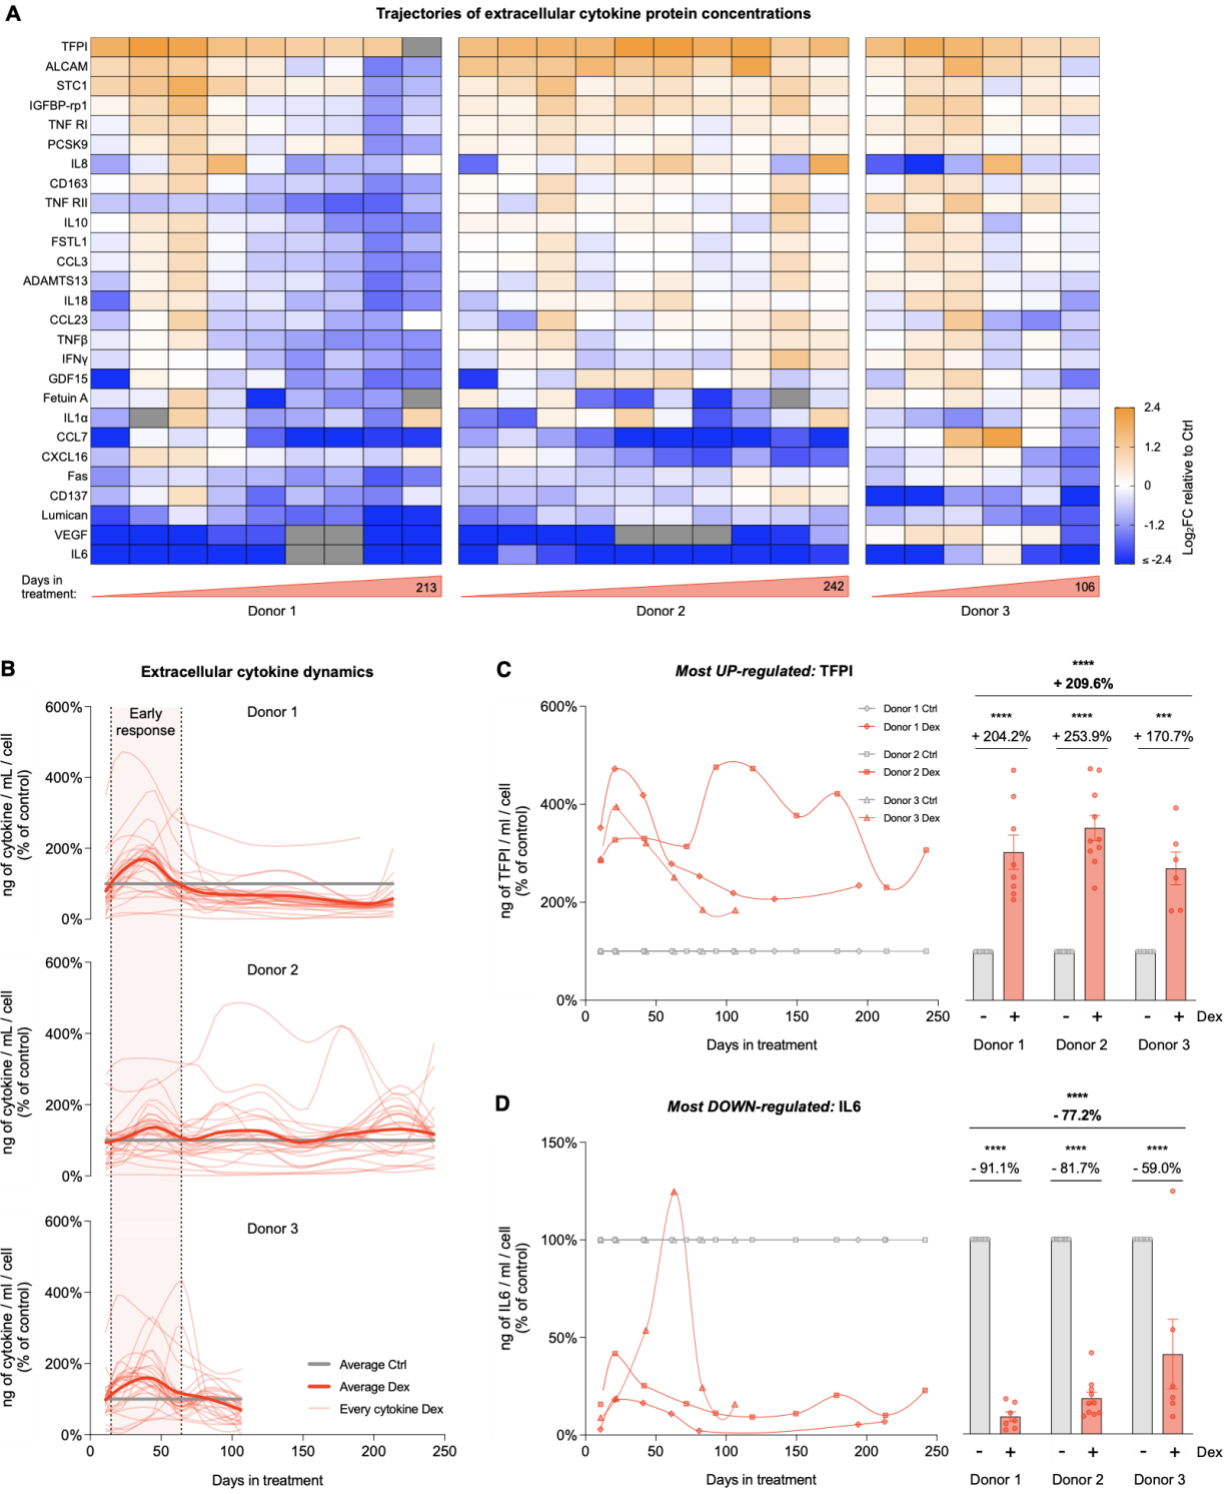 A
Trajectories of extracellular cytokine protein concentrations
TFPI
ALCAM
STC1
IGFBP-rp1
TNF RI
PCSK9
IL8
CD163
TNF RII
IL10
FSTL1
CCL3
ADAMTS13
IL18
CCL23
TNFβ
IFNγ
GDF15
Fetuin A
IL1α
CCL7
CXCL16
Fas
CD137
Lumican
VEGF
IL6
2.4
1.2
0
-1.2
≤ -2.4
Log₂FC relative to Ctrl
Days in
treatment:
213
242
106
Donor 1
Donor 2
Donor 3
B
Extracellular cytokine dynamics
Early
response
Donor 1
600%
400%
200%
0%
ng of cytokine / mL / cell
(% of control)
Donor 2
600%
400%
200%
0%
ng of cytokine / mL / cell
(% of control)
Donor 3
600%
400%
200%
0%
ng of cytokine / ml / cell
(% of control)
Average Ctrl
Average Dex
Every cytokine Dex
0 50 100 150 200 250
Days in treatment
C
Most UP-regulated: TFPI
600%
400%
200%
0%
ng of TFPI / ml / cell
(% of control)
Donor 1 Ctrl
Donor 1 Dex
Donor 2 Ctrl
Donor 2 Dex
Donor 3 Ctrl
Donor 3 Dex
0 50 100 150 200 250
Days in treatment
****
+ 209.6%
**** **** ***
+ 204.2% + 253.9% + 170.7%
- + - + - + Dex
Donor 1 Donor 2 Donor 3
D
Most DOWN-regulated: IL6
150%
100%
50%
0%
ng of IL6 / ml / cell
(% of control)
0 50 100 150 200 250
Days in treatment
****
- 77.2%
**** **** ****
- 91.1% - 81.7% - 59.0%
- + - + - + Dex
Donor 1 Donor 2 Donor 3